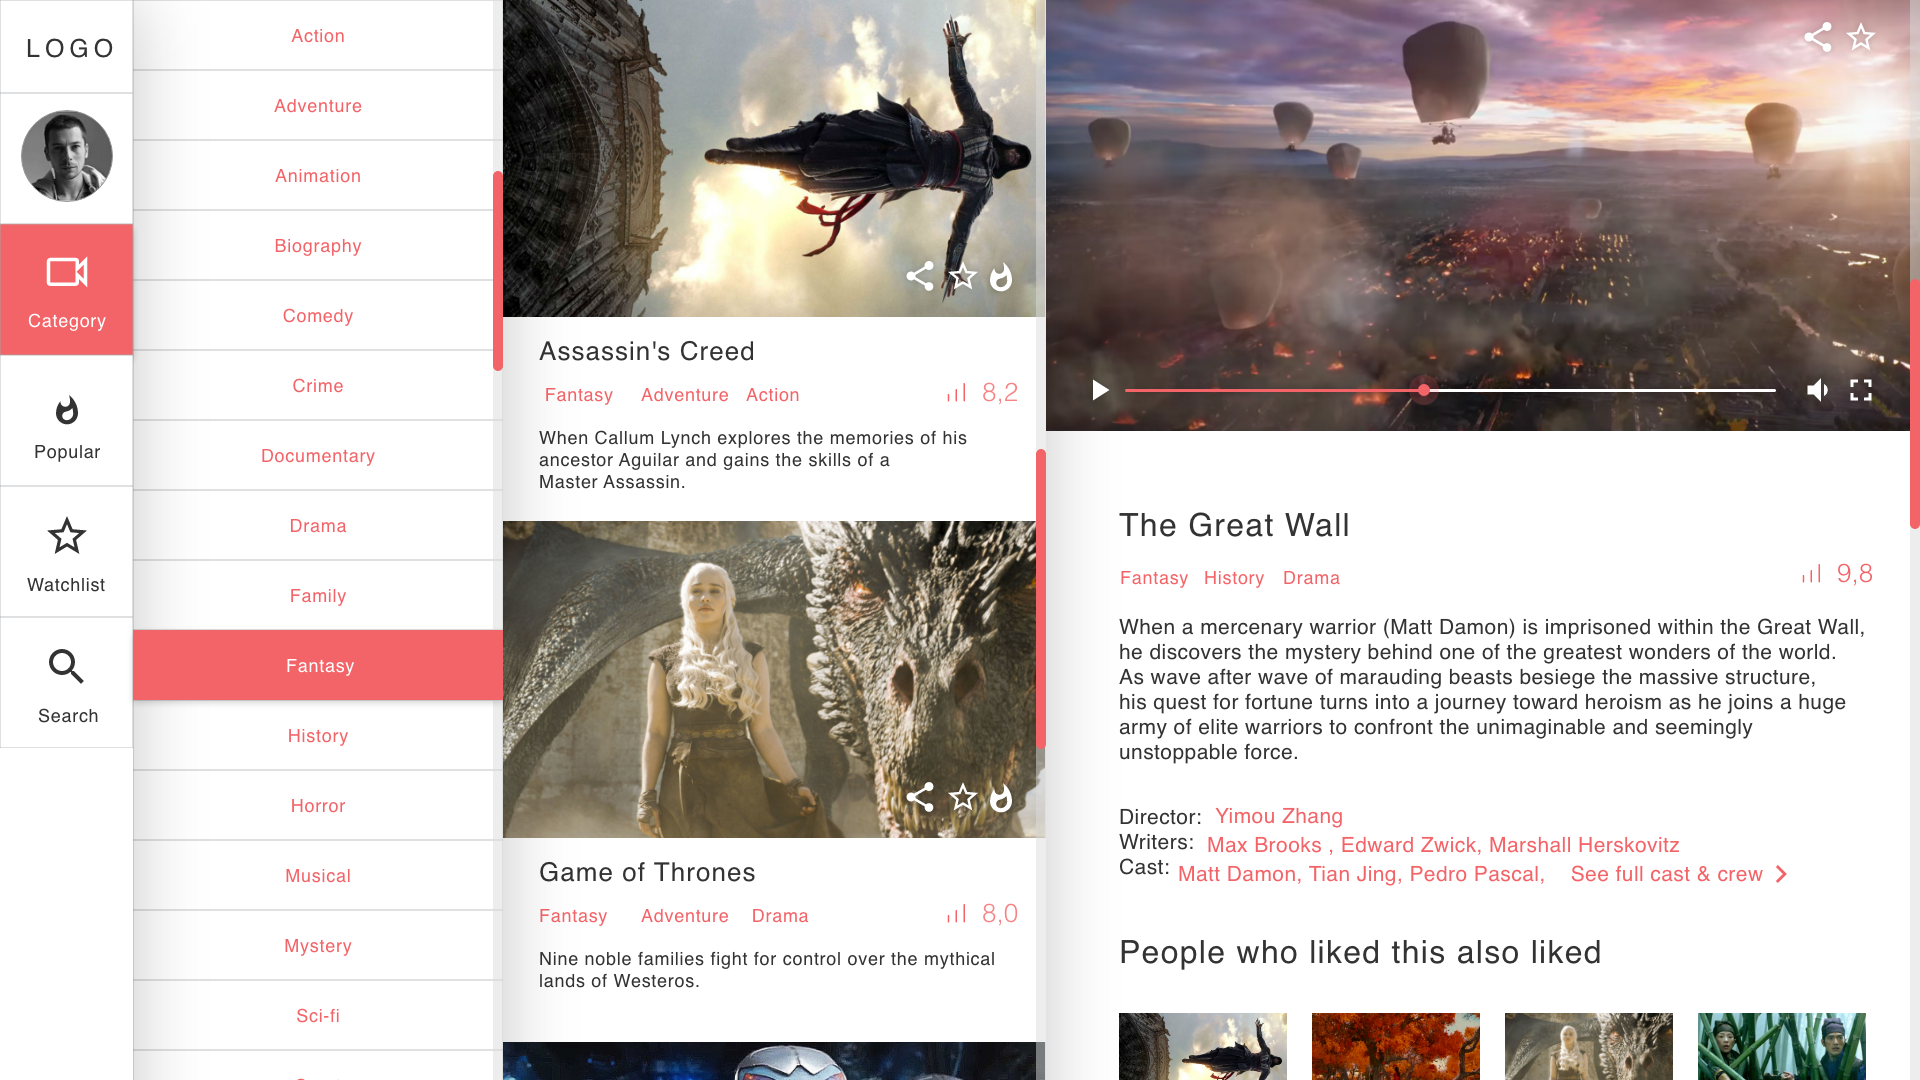 LOGO
Category
Popular
Watchlist
Search
Action
Adventure
Animation
Biography
Comedy
Crime
Documentary
Drama
Family
Fantasy
History
Horror
Musical
Mystery
Sci-fi
Assassin's Creed
Fantasy Adventure Action 8,2
When Callum Lynch explores the memories of his
ancestor Aguilar and gains the skills of a
Master Assassin.
Game of Thrones
Fantasy Adventure Drama 8,0
Nine noble families fight for control over the mythical
lands of Westeros.
The Great Wall
Fantasy History Drama 9,8
When a mercenary warrior (Matt Damon) is imprisoned within the Great Wall,
he discovers the mystery behind one of the greatest wonders of the world.
As wave after wave of marauding beasts besiege the massive structure,
his quest for fortune turns into a journey toward heroism as he joins a huge
army of elite warriors to confront the unimaginable and seemingly
unstoppable force.
Director: Yimou Zhang
Writers: Max Brooks , Edward Zwick, Marshall Herskovitz
Cast: Matt Damon, Tian Jing, Pedro Pascal, See full cast & crew
People who liked this also liked